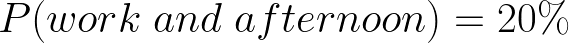 P(work and afternoon) = 20%